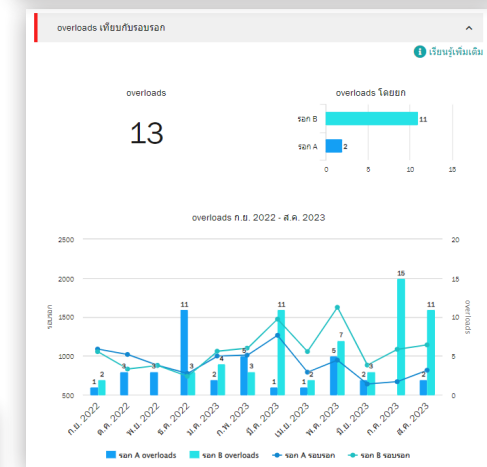 overloads เทียบกับรอบรอก
เรียนรู้เพิ่มเติม
overloads
13
overloads โดยยก
รอก B 11
รอก A 2
0 5 10 15
overloads ก.ย. 2022 - ส.ค. 2023
2500 20
2000 15
1500 10
1000 5
500 0
รอบรอก
overloads
1 2 3 3 3 11 3 2 4 5 3 1 11 1 2 5 7 2 3 15 2 11
ก.ย. 2022 ต.ค. 2022 พ.ย. 2022 ธ.ค. 2022 ม.ค. 2023 ก.พ. 2023 มี.ค. 2023 เม.ย. 2023 พ.ค. 2023 มิ.ย. 2023 ก.ค. 2023 ส.ค. 2023
รอก A overloads รอก B overloads รอก A รอบรอก รอก B รอบรอก